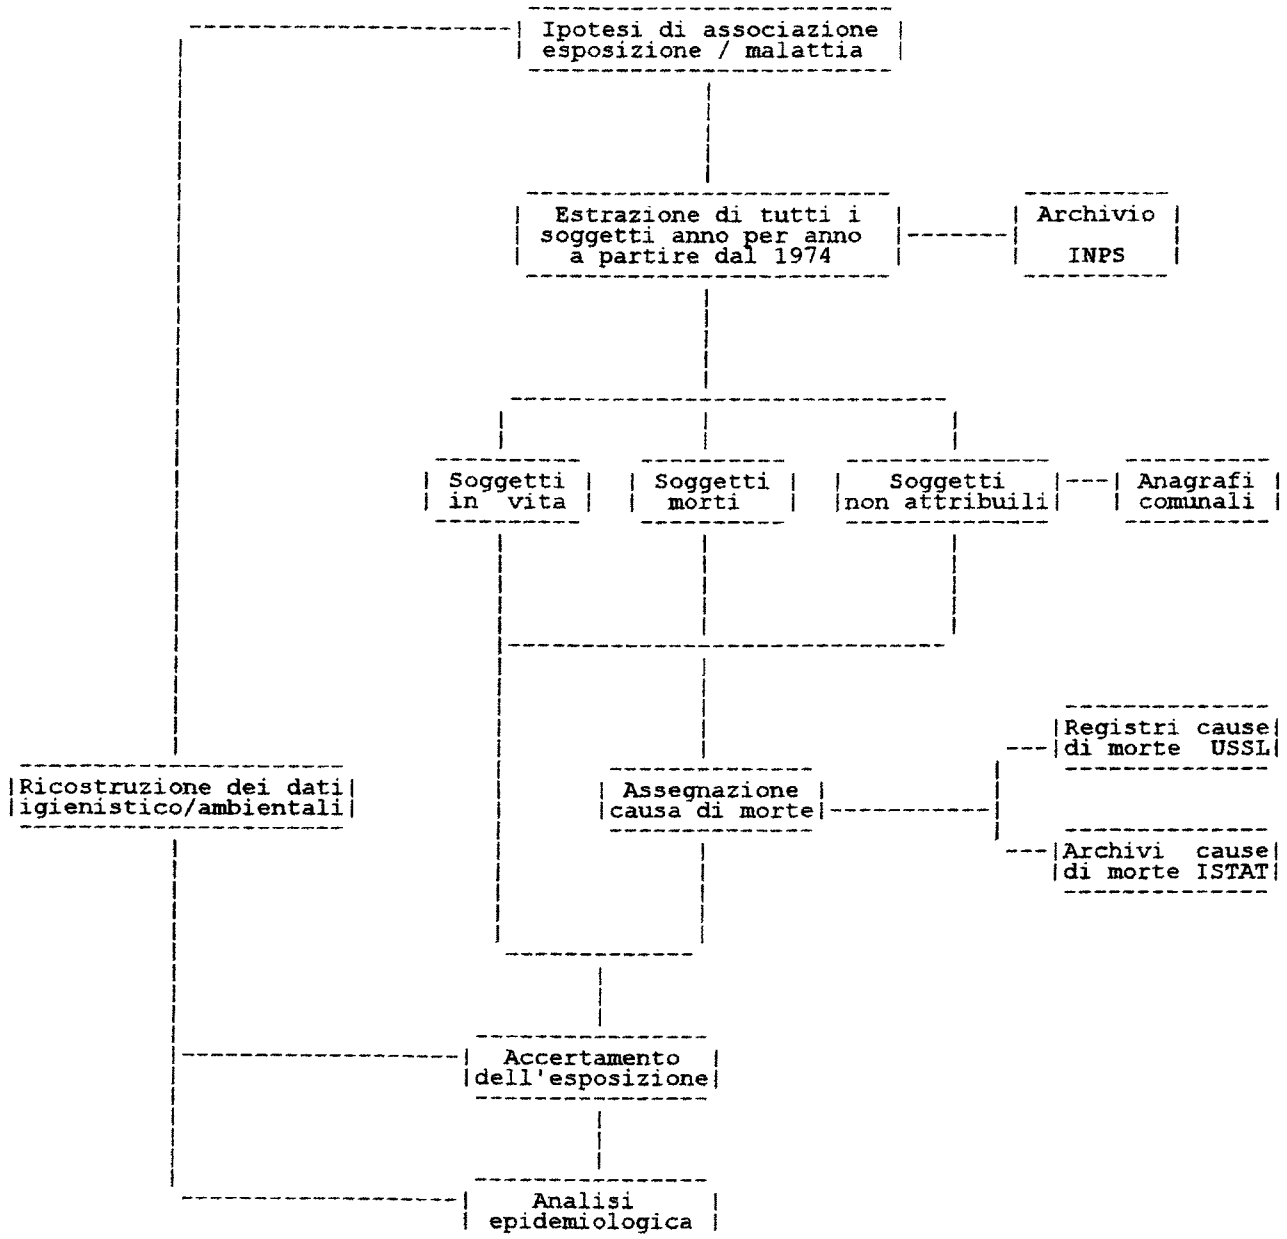 Ipotesi di associazione
esposizione / malattia
Estrazione di tutti i
soggetti anno per anno
a partire dal 1974
Archivio
INPS
Soggetti
in vita
Soggetti
morti
Soggetti
non attribuili
Anagrafi
comunali
Registri cause
di morte USSL
Ricostruzione dei dati
igienistico/ambientali
Assegnazione
causa di morte
Archivi cause
di morte ISTAT
Accertamento
dell'esposizione
Analisi
epidemiologica